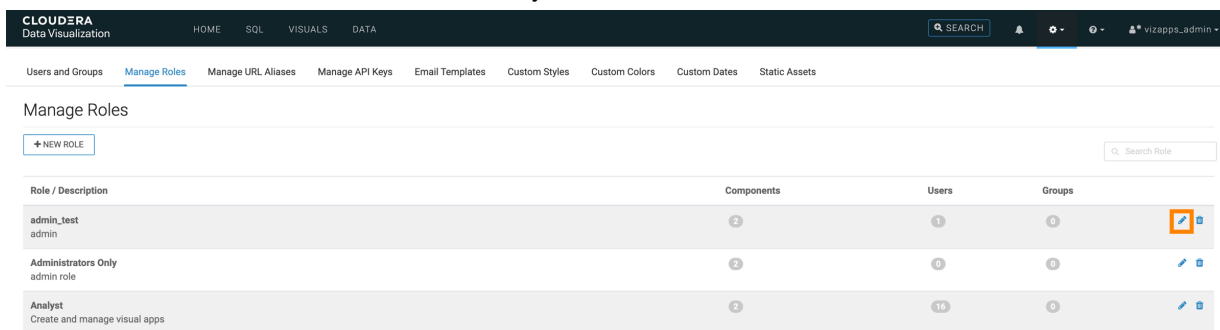 CLOUDERA
Data Visualization
HOME SQL VISUALS DATA
SEARCH
vizapps_admin
Users and Groups Manage Roles Manage URL Aliases Manage API Keys Email Templates Custom Styles Custom Colors Custom Dates Static Assets
Manage Roles
+ NEW ROLE
Search Role
Role / Description Components Users Groups
admin_test 2 1 0
admin
Administrators Only 2 0 0
admin role
Analyst 2 16 0
Create and manage visual apps